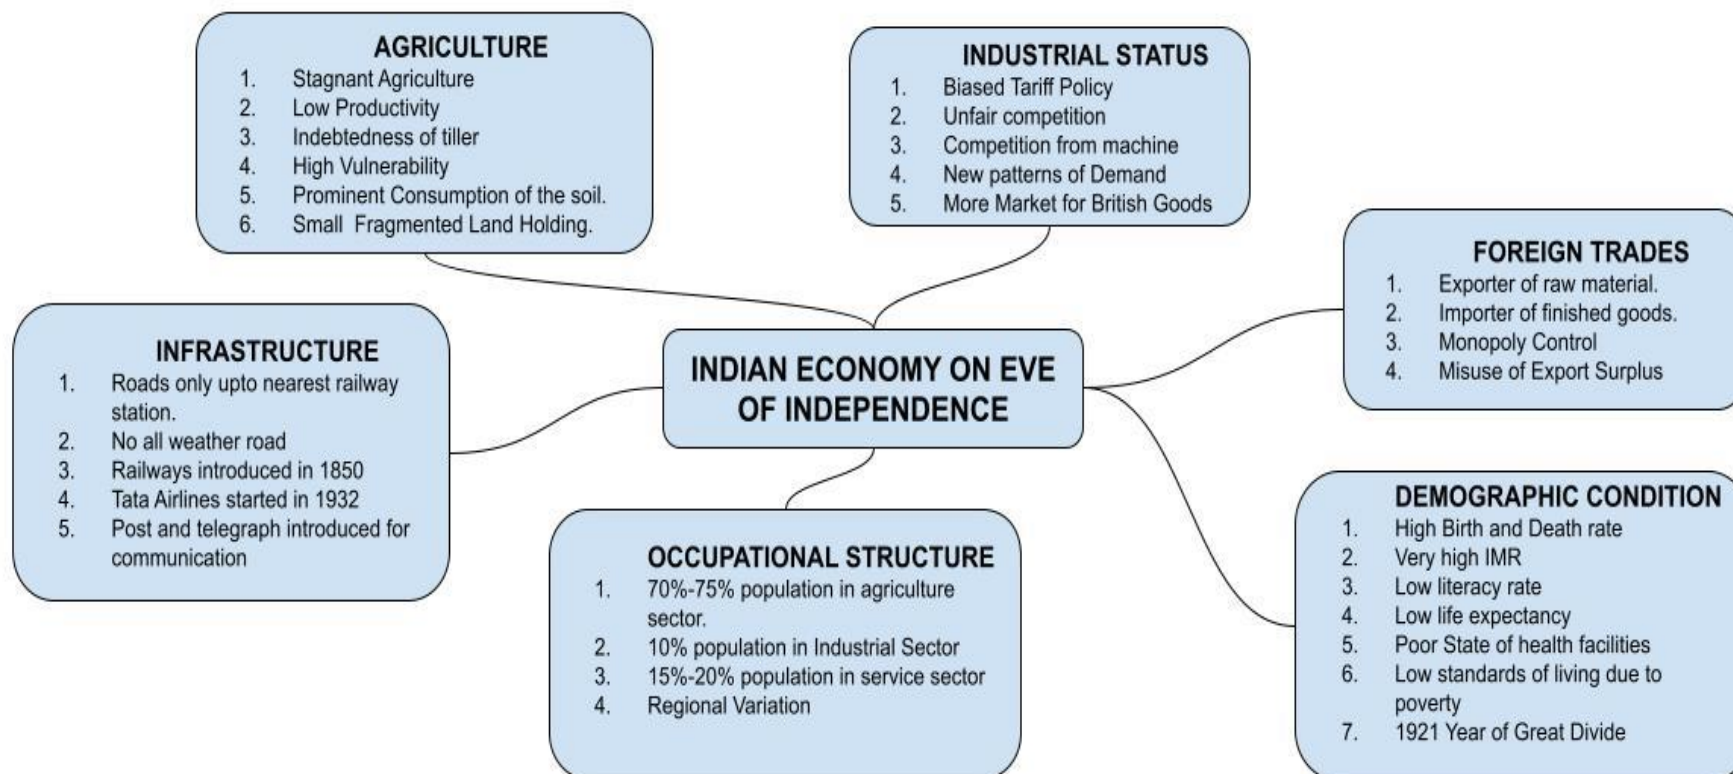 AGRICULTURE
1. Stagnant Agriculture
2. Low Productivity
3. Indebtedness of tiller
4. High Vulnerability
5. Prominent Consumption of the soil.
6. Small Fragmented Land Holding.
INDUSTRIAL STATUS
1. Biased Tariff Policy
2. Unfair competition
3. Competition from machine
4. New patterns of Demand
5. More Market for British Goods
FOREIGN TRADES
1. Exporter of raw material.
2. Importer of finished goods.
3. Monopoly Control
4. Misuse of Export Surplus
INFRASTRUCTURE
1. Roads only upto nearest railway
station.
2. No all weather road
3. Railways introduced in 1850
4. Tata Airlines started in 1932
5. Post and telegraph introduced for
communication
INDIAN ECONOMY ON EVE
OF INDEPENDENCE
OCCUPATIONAL STRUCTURE
1. 70%-75% population in agriculture
sector.
2. 10% population in Industrial Sector
3. 15%-20% population in service sector
4. Regional Variation
DEMOGRAPHIC CONDITION
1. High Birth and Death rate
2. Very high IMR
3. Low literacy rate
4. Low life expectancy
5. Poor State of health facilities
6. Low standards of living due to
poverty
7. 1921 Year of Great Divide